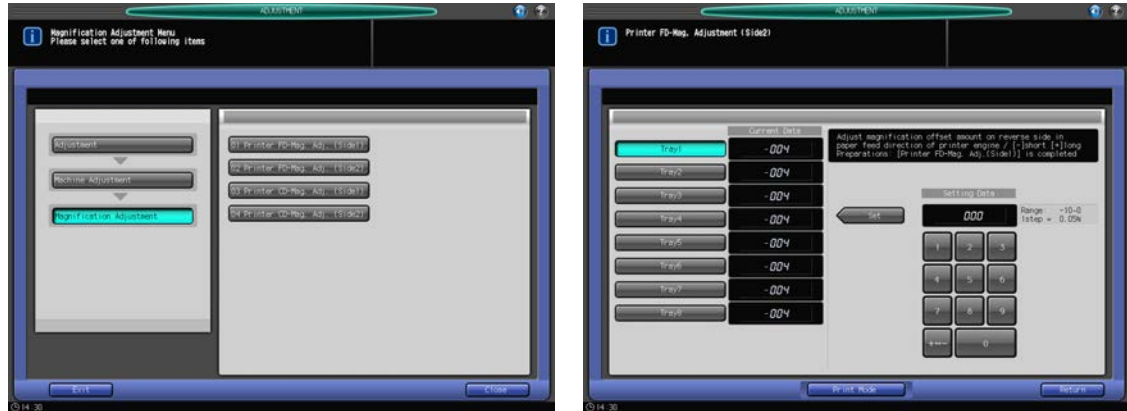 ADJUSTMENT
Magnification Adjustment Menu
Please select one of following items
Adjustment
Machine Adjustment
Magnification Adjustment
01 Printer FD-Mag. Adj. (Side1)
02 Printer FD-Mag. Adj. (Side2)
03 Printer CD-Mag. Adj. (Side1)
04 Printer CD-Mag. Adj. (Side2)
Exit
Close
14:30
ADJUSTMENT
Printer FD-Mag. Adjustment (Side2)
Current Data
Tray1 -004
Tray2 -004
Tray3 -004
Tray4 -004
Tray5 -004
Tray6 -004
Tray7 -004
Tray8 -004
Adjust magnification offset amount on reverse side in
paper feed direction of printer engine / [-]short [+]long
Preparations: [Printer FD-Mag. Adj.(Side1)] is completed
Setting Data
Set
000
Range: -10-0
1step = 0.05%
1 2 3
4 5 6
7 8 9
0
Print Mode
Return
14:30